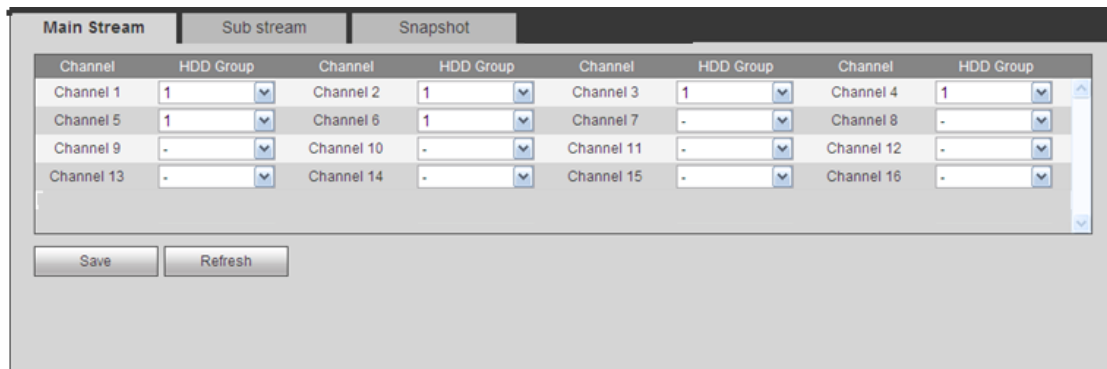 Main Stream Sub stream Snapshot
Channel HDD Group Channel HDD Group Channel HDD Group Channel HDD Group
Channel 1 1 Channel 2 1 Channel 3 1 Channel 4 1
Channel 5 1 Channel 6 1 Channel 7 - Channel 8 -
Channel 9 - Channel 10 - Channel 11 - Channel 12 -
Channel 13 - Channel 14 - Channel 15 - Channel 16 -
Save Refresh